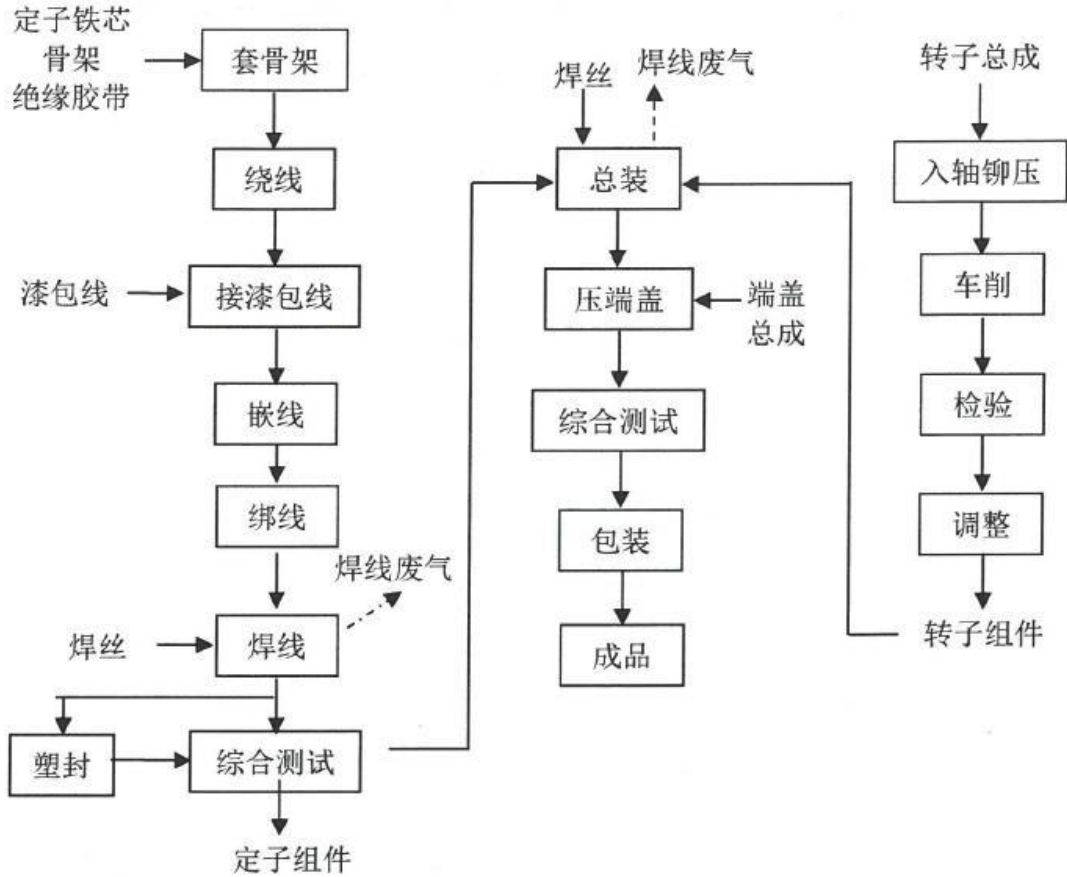 定子铁芯
骨架
绝缘胶带
套骨架
绕线
漆包线
接漆包线
嵌线
绑线
焊线废气
焊丝
焊线
塑封
综合测试
定子组件
焊丝
焊线废气
总装
压端盖
端盖
总成
综合测试
包装
成品
转子总成
入轴铆压
车削
检验
调整
转子组件